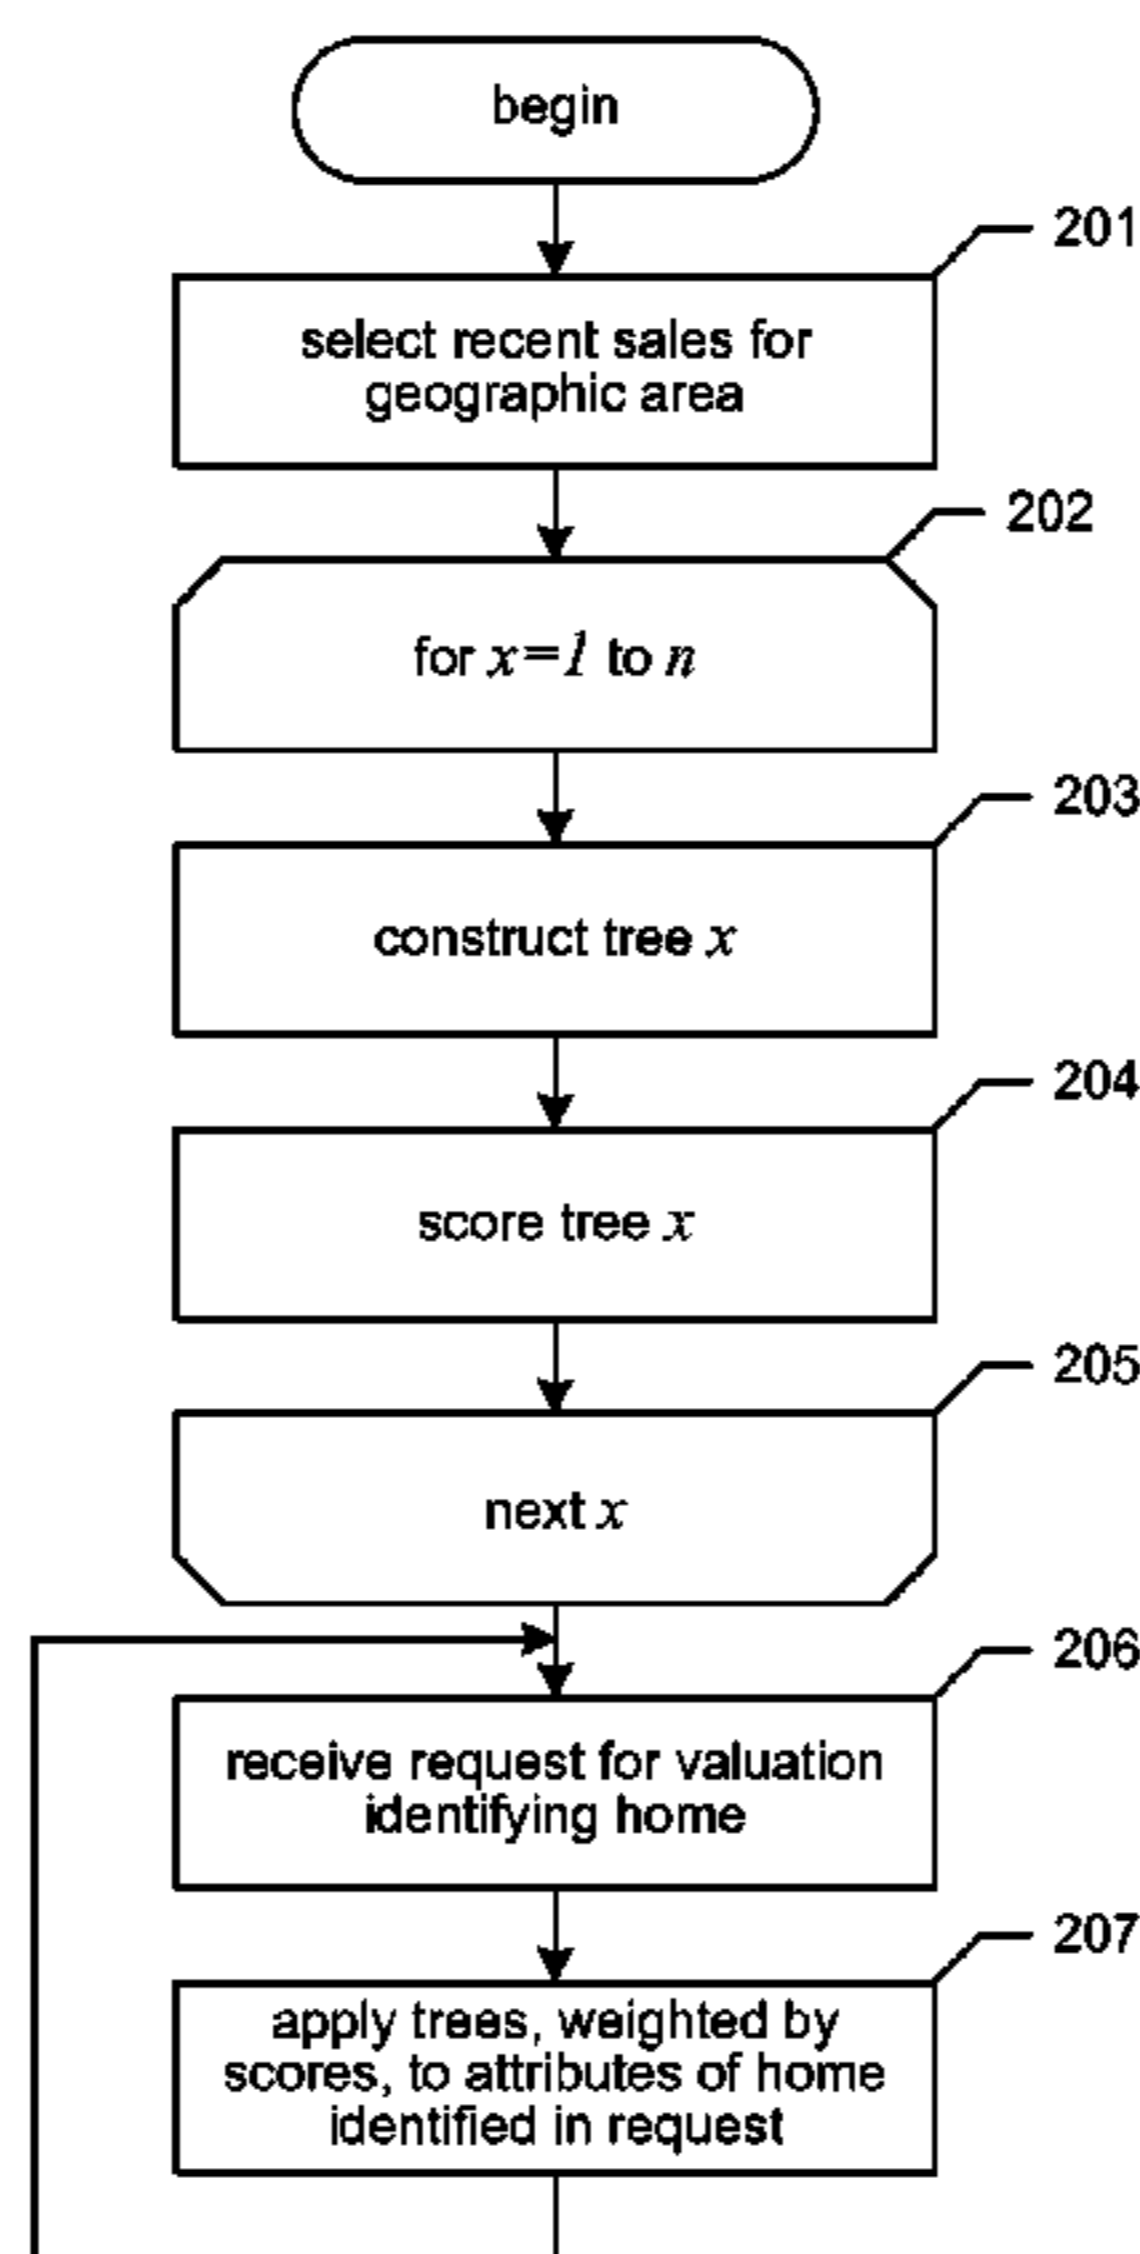 begin
201
select recent sales for
geographic area
202
for x=1 to n
203
construct tree x
204
score tree x
205
next x
206
receive request for valuation
identifying home
207
apply trees, weighted by
scores, to attributes of home
identified in request